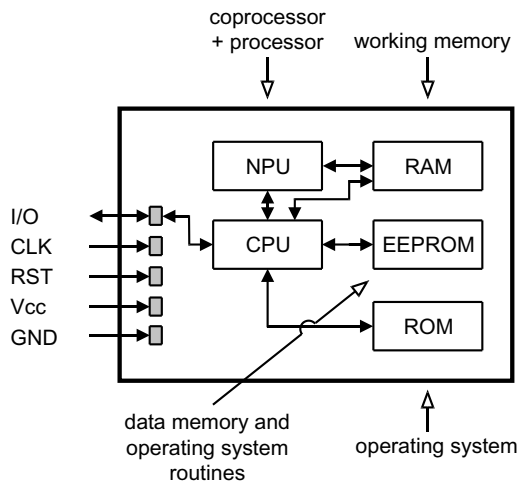 coprocessor
+ processor
working memory
NPU
RAM
I/O
CLK
RST
Vcc
GND
CPU
EEPROM
ROM
data memory and
operating system
routines
operating system